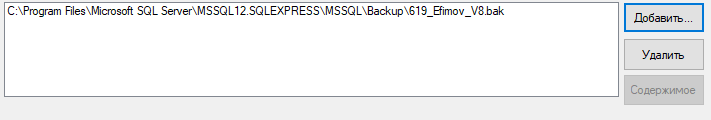 C:\Program Files\Microsoft SQL Server\MSSQL12.SQLEXPRESS\MSSQL\Backup\619_Efimov_V8.bak
Добавить...
Удалить
Содержимое